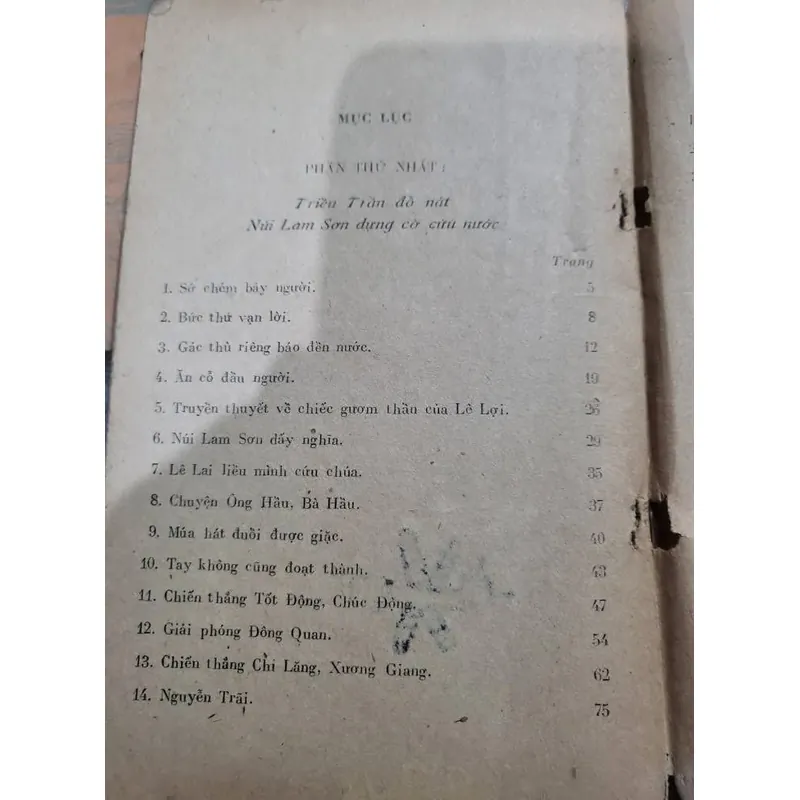 MỤC LỤC
PHẦN THỨ NHẤT:
Triều Trần đổ nát
Núi Lam Sơn dựng cờ cứu nước
Trang
1. Sớ chém bảy người. 5
2. Bức thư vạn lời. 8
3. Gác thù riêng báo đền nước. 12
4. Ăn cỗ đầu người. 19
5. Truyền thuyết về chiếc gươm thần của Lê Lợi. 26
6. Núi Lam Sơn dấy nghĩa. 29
7. Lê Lai liều mình cứu chúa. 35
8. Chuyện Ông Hầu, Bà Hầu. 37
9. Múa hát đuổi được giặc. 40
10. Tay không cũng đoạt thành. 43
11. Chiến thắng Tốt Động, Chúc Động. 47
12. Giải phóng Đông Quan. 54
13. Chiến thắng Chi Lăng, Xương Giang. 62
14. Nguyễn Trãi. 75